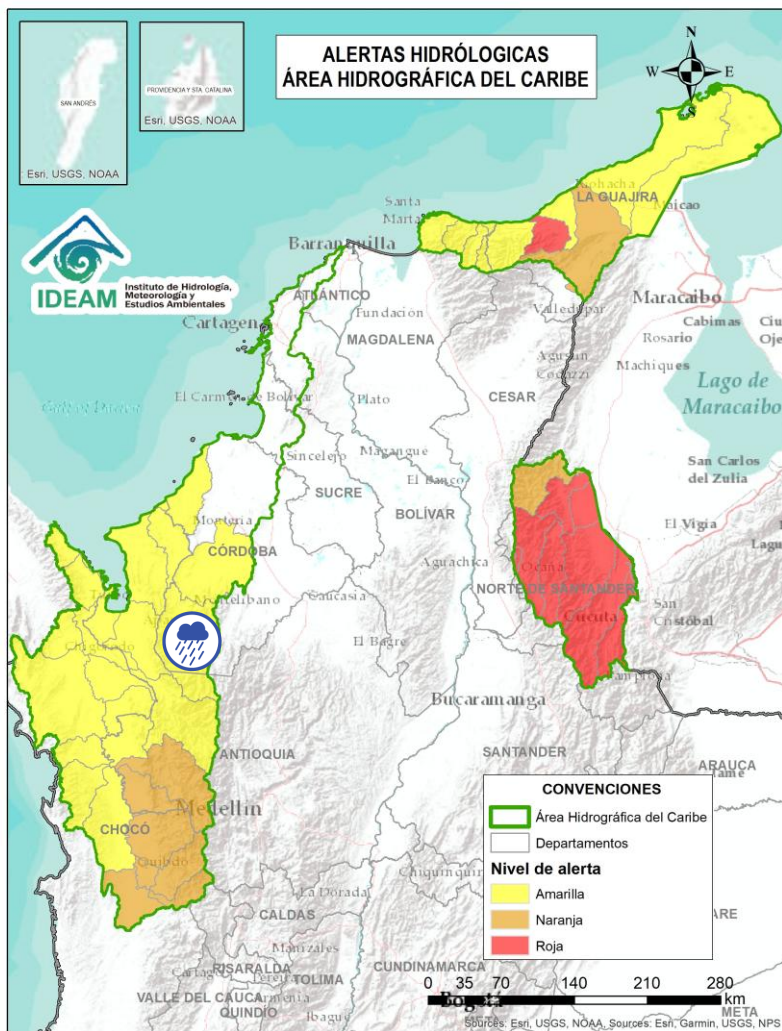 ALERTAS HIDRÓLOGICAS
ÁREA HIDROGRÁFICA DEL CARIBE
N
W E
S
SAN ANDRÉS
Esri, USGS, NOAA
PROVIDENCIA Y STA. CATALINA
Esri, USGS, NOAA
IDEAM
Instituto de Hidrología,
Meteorología y
Estudios Ambientales
LA GUAJIRA
Maicao
Santa
Marta
Barranquilla
ATLÁNTICO
Cartagen
Fundación
MAGDALENA
Valledupar
Maracaibo
Cabimas
Rosario
Machiques
Agustín
Codazzi
CESAR
Lago de
Maracaibo
El Carmen de Bolívar
Plato
Sincelejo
Magangue
SUCRE
El Banco
BOLÍVAR
San Carlos
del Zulia
El Vigía
Montería
CÓRDOBA
Aguachica
Ocaña
NORTE DE SANTANDER
Cúcuta
San
Cristóbal
Montelibano
Caucasia
El Bagre
Bucaramanga
ANTIOQUIA
SANTANDER
ARAUCA
Medellín
CHOCÓ
Quibdó
La Dorada
CALDAS
Manizales
RISARALDA
TOLIMA
CUNDINAMARCA
VALLE DEL CAUCA
QUINDÍO
Ibague
Bogotá
META
META
CONVENCIONES
Área Hidrográfica del Caribe
Departamentos
Nivel de alerta
Amarilla
Naranja
Roja
0 35 70 140 210 280
km
Sources: Esri, USGS, NOAA, Sources: Esri, Garmin, USGS, NPS